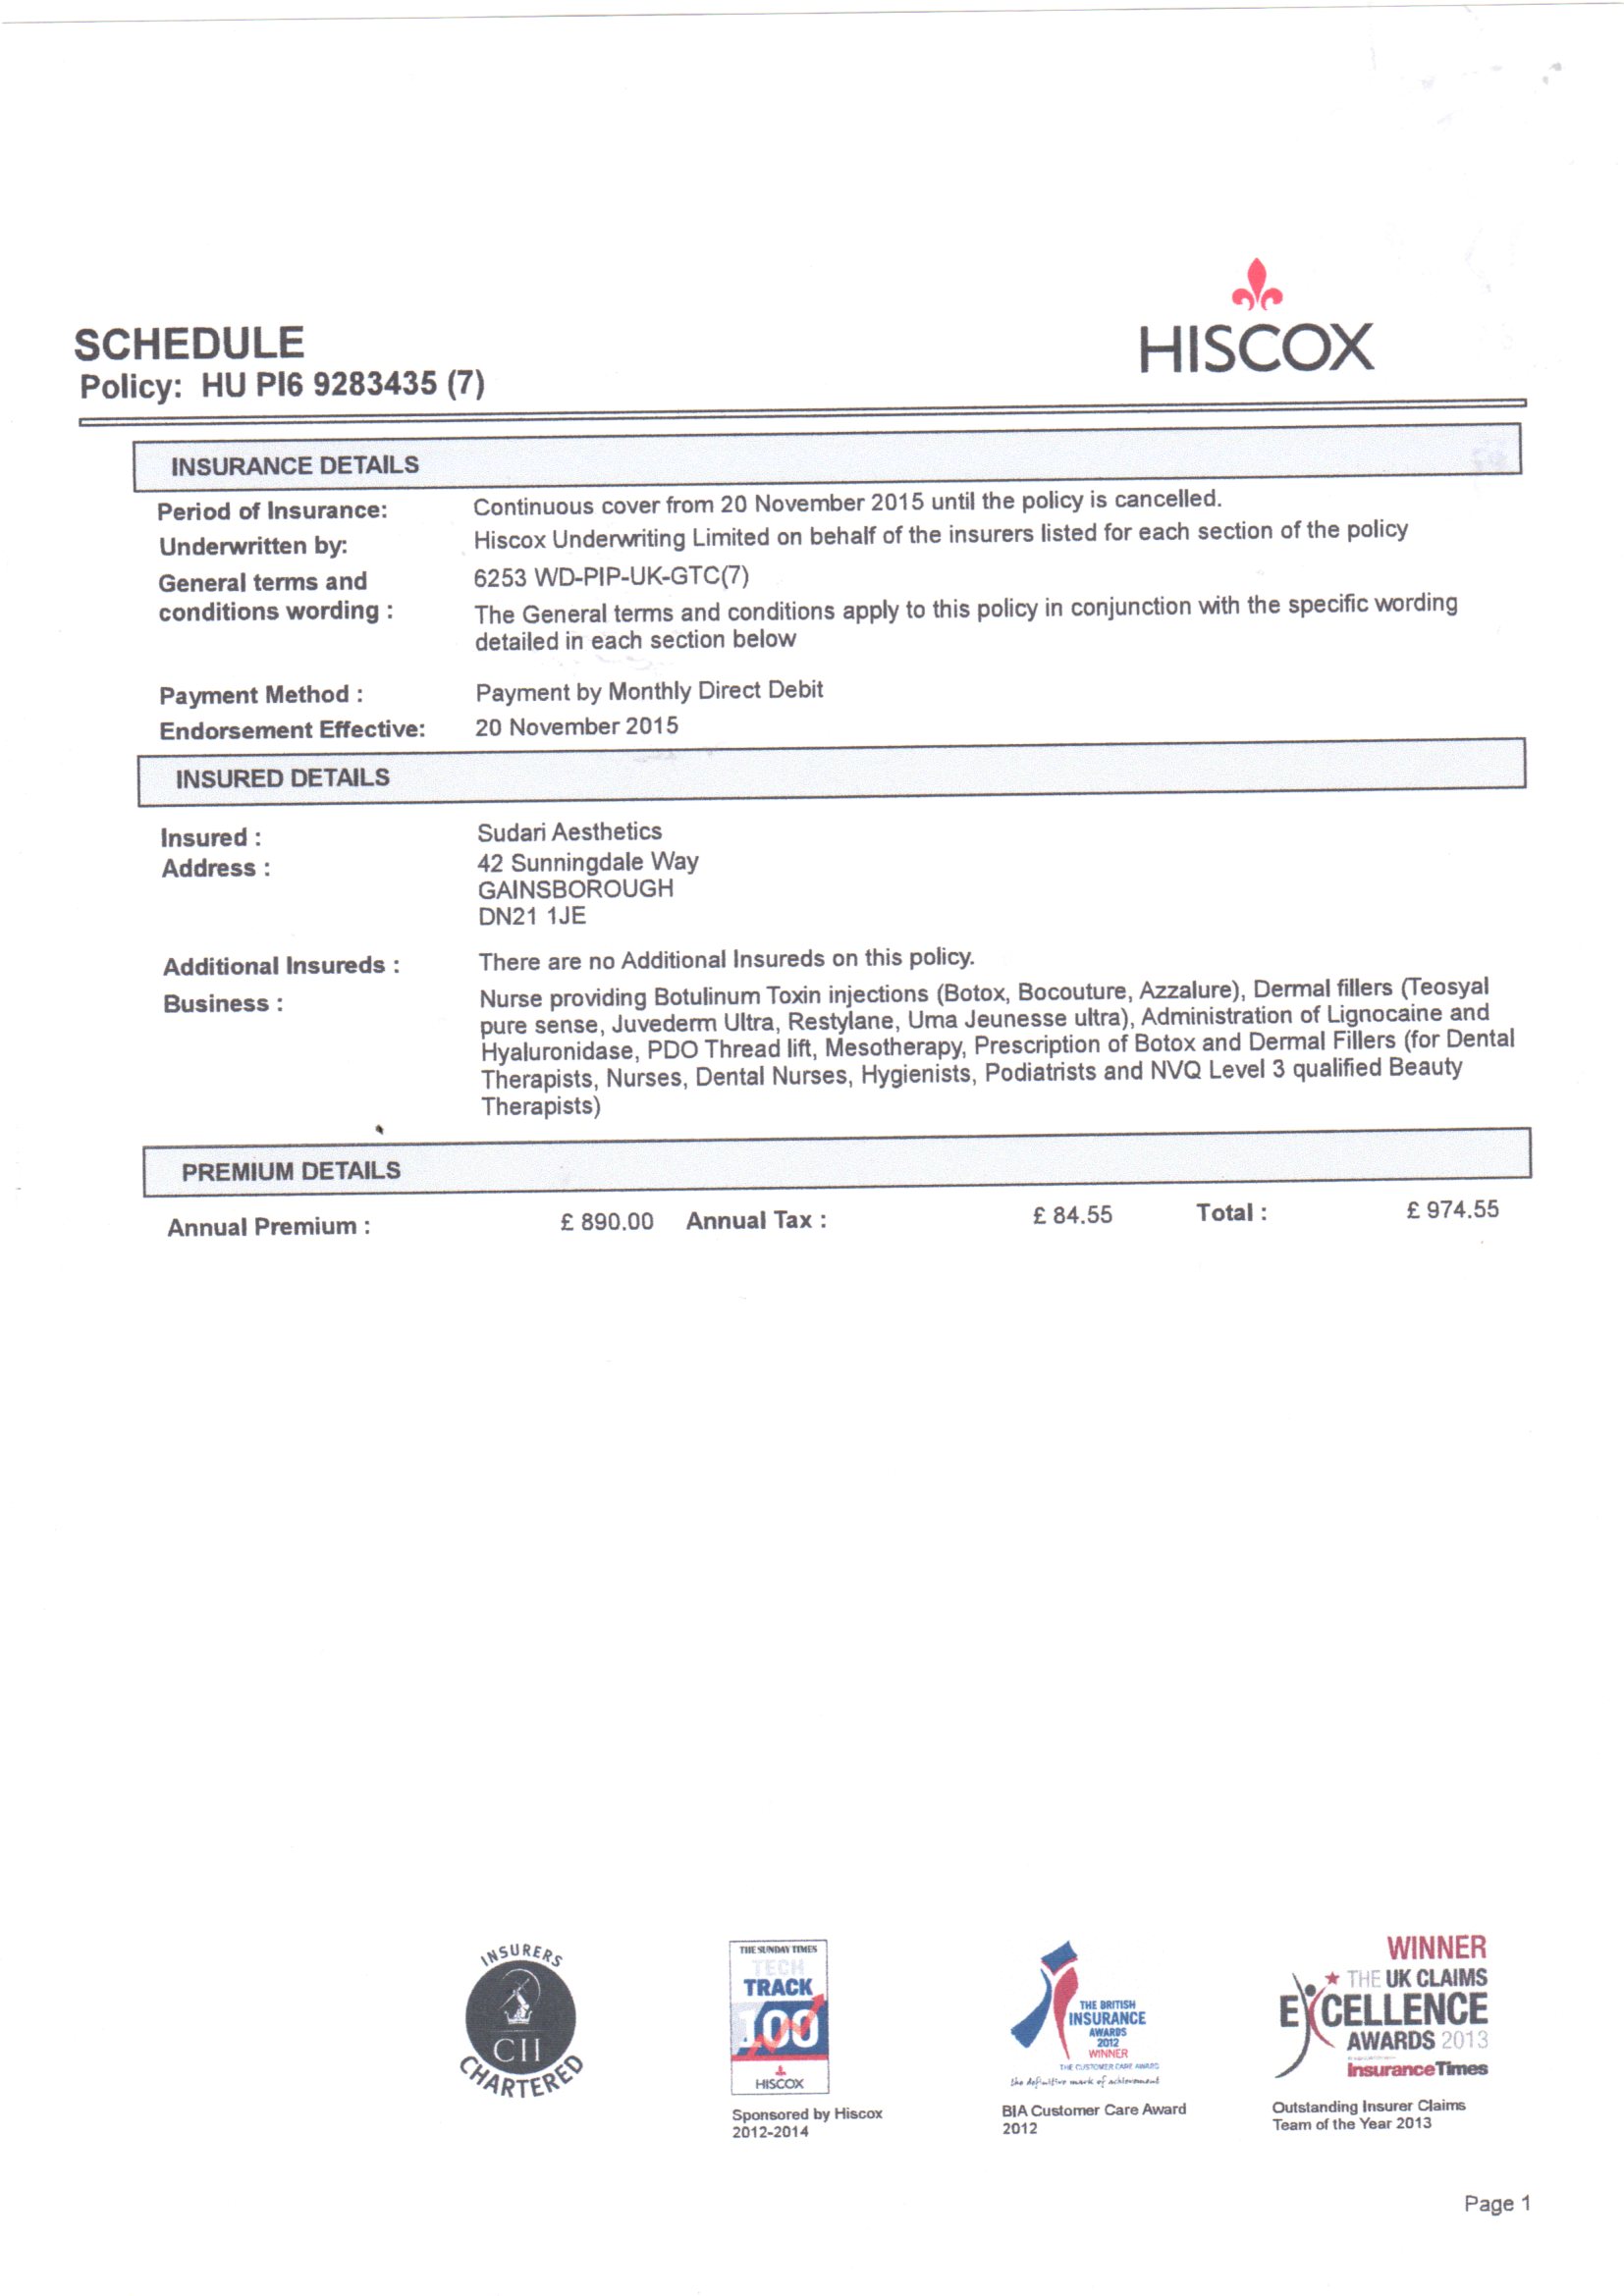 HISCOX
SCHEDULE
Policy: HU PI6 9283435 (7)
INSURANCE DETAILS
Period of Insurance: Continuous cover from 20 November 2015 until the policy is cancelled.
Underwritten by: Hiscox Underwriting Limited on behalf of the insurers listed for each section of the policy
General terms and 6253 WD-PIP-UK-GTC(7)
conditions wording : The General terms and conditions apply to this policy in conjunction with the specific wording
detailed in each section below
Payment Method : Payment by Monthly Direct Debit
Endorsement Effective: 20 November 2015
INSURED DETAILS
Insured : Sudari Aesthetics
Address : 42 Sunningdale Way
GAINSBOROUGH
DN21 1JE
Additional Insureds : There are no Additional Insureds on this policy.
Business : Nurse providing Botulinum Toxin injections (Botox, Bocouture, Azzalure), Dermal fillers (Teosyal
pure sense, Juvederm Ultra, Restylane, Uma Jeunesse ultra), Administration of Lignocaine and
Hyaluronidase, PDO Thread lift, Mesotherapy, Prescription of Botox and Dermal Fillers (for Dental
Therapists, Nurses, Dental Nurses, Hygienists, Podiatrists and NVQ Level 3 qualified Beauty
Therapists)
PREMIUM DETAILS
Annual Premium : £ 890.00 Annual Tax : £ 84.55 Total : £ 974.55
INSURERS
CII
CHARTERED
THE SUNDAY TIMES
TECH
TRACK
100
HISCOX
Sponsored by Hiscox
2012-2014
THE BRITISH
INSURANCE
AWARDS
2012
WINNER
THE CUSTOMER CARE AWARD
the definitive mark of achievement
BIA Customer Care Award
2012
WINNER
THE UK CLAIMS
EXCELLENCE
AWARDS 2013
InsuranceTimes
Outstanding Insurer Claims
Team of the Year 2013
Page 1